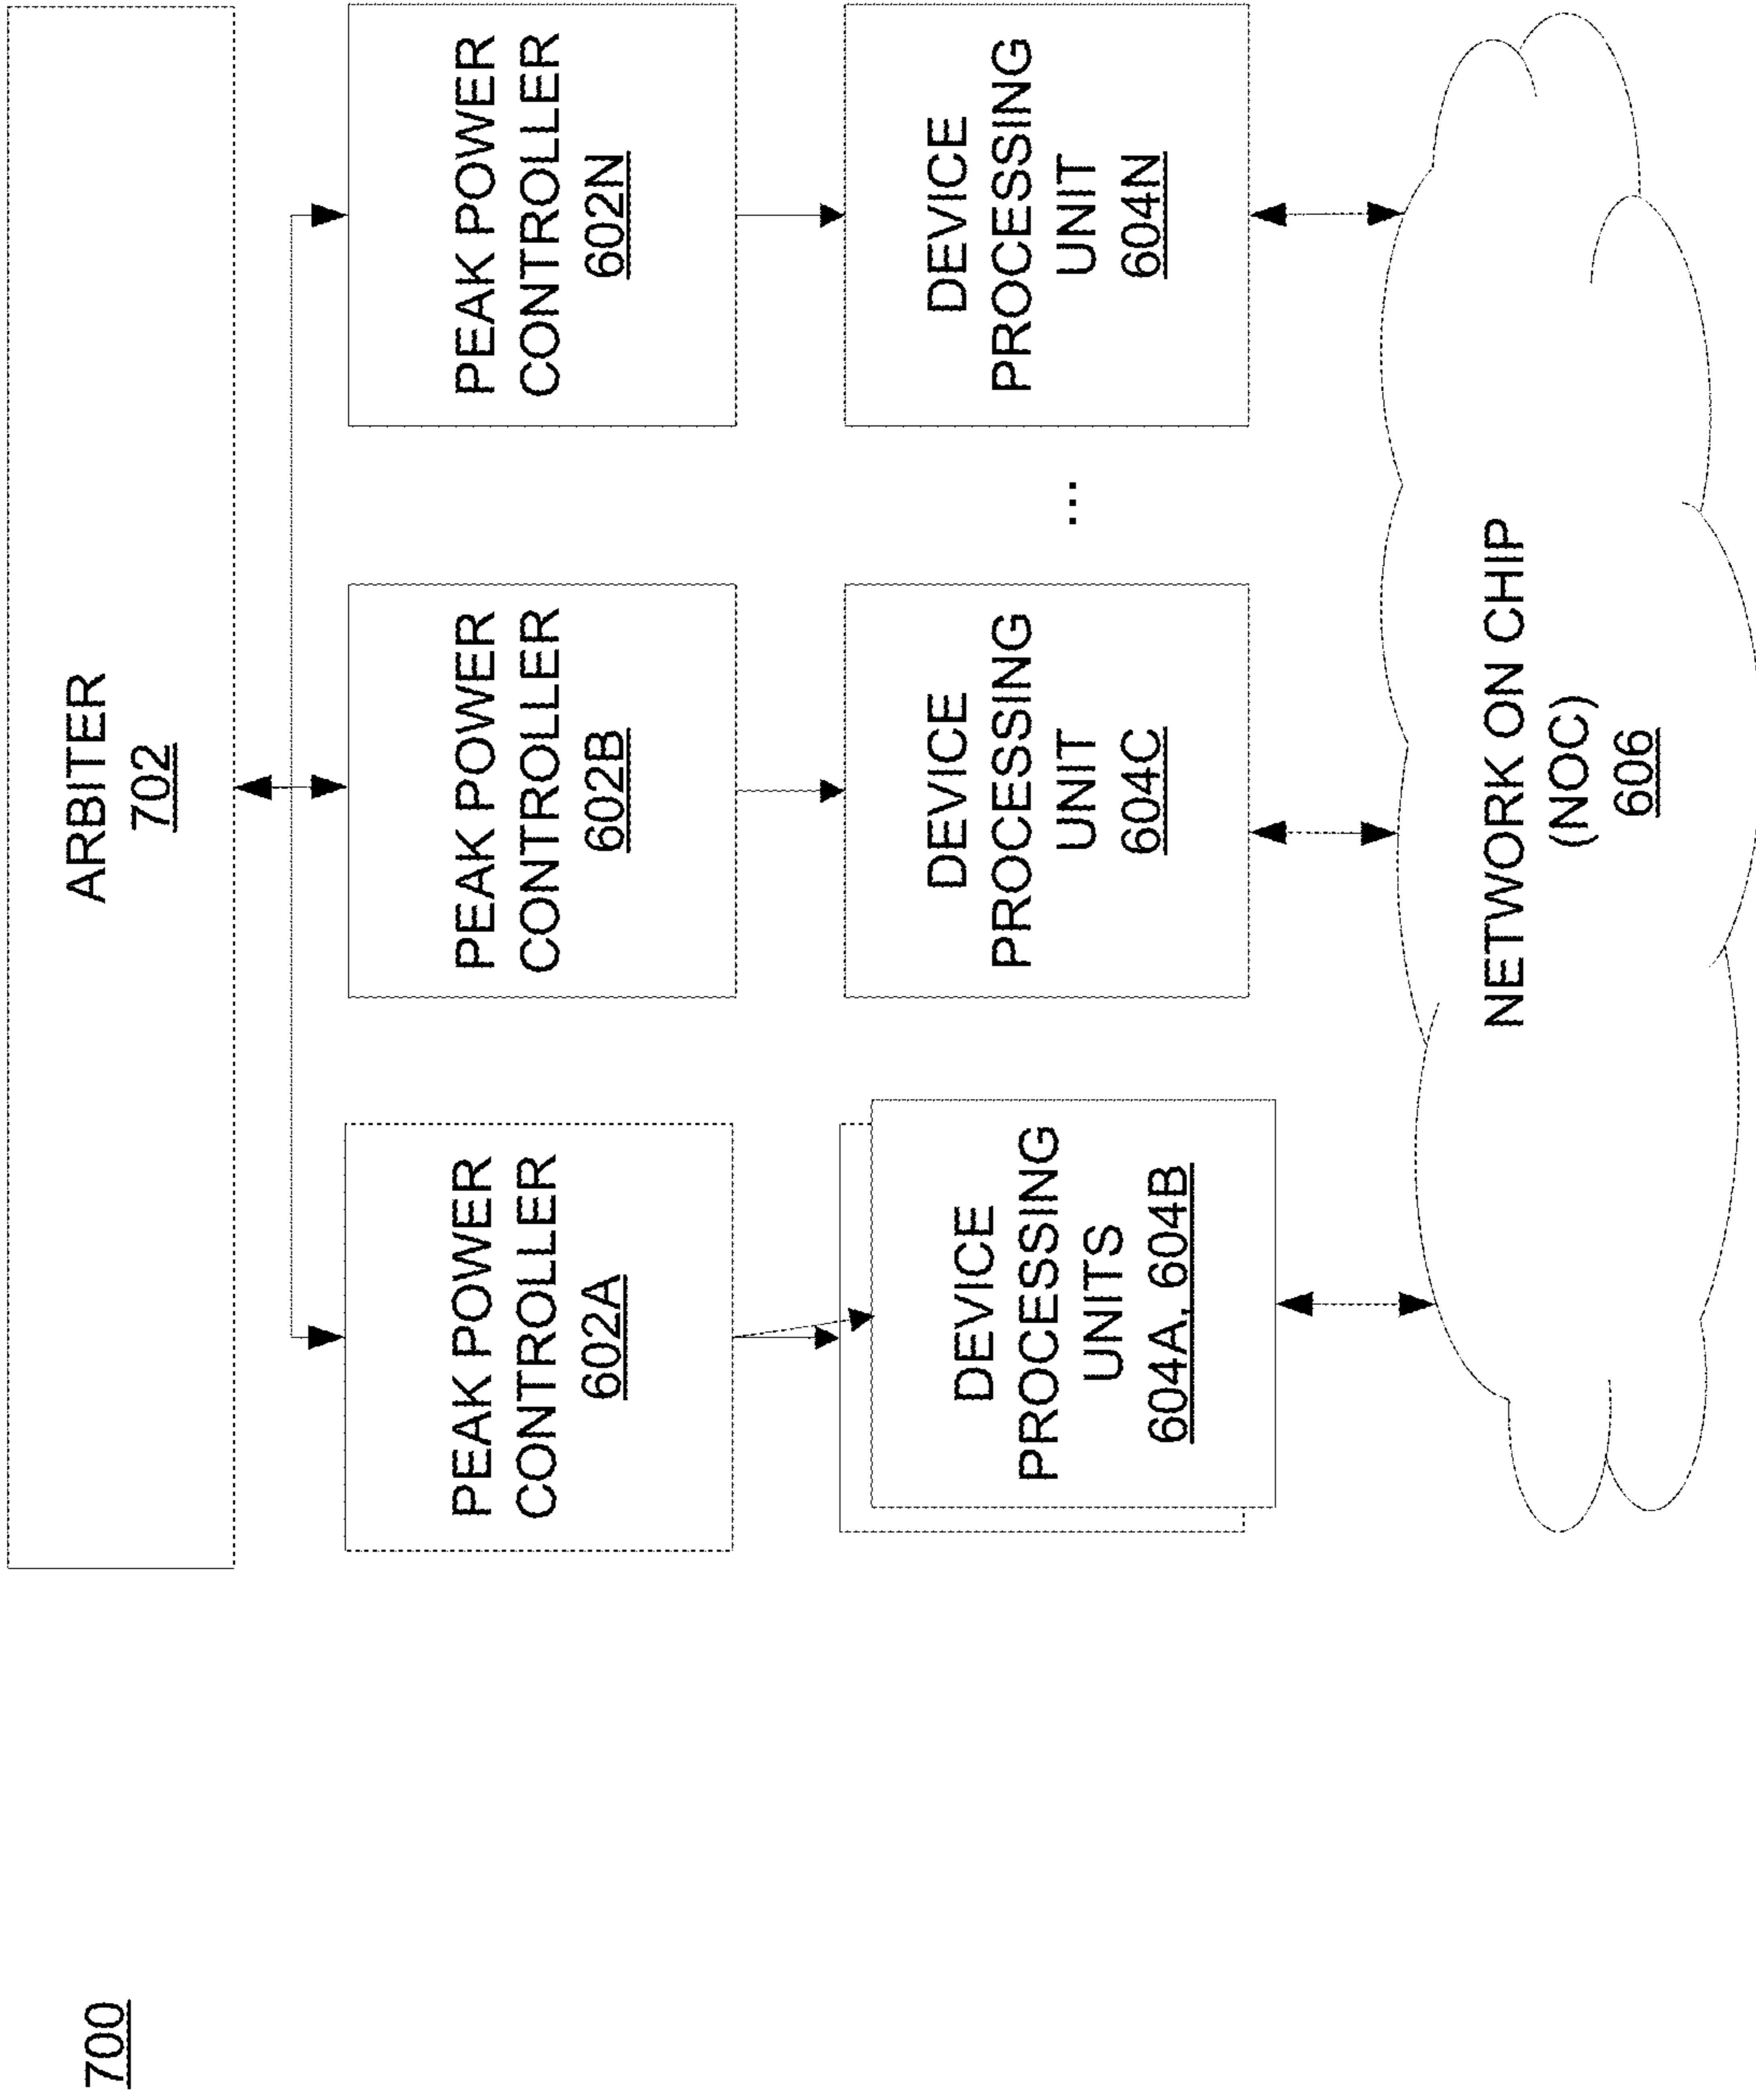 700
ARBITER
702
PEAK POWER
CONTROLLER
602A
PEAK POWER
CONTROLLER
602B
PEAK POWER
CONTROLLER
602N
DEVICE
PROCESSING
UNITS
604A, 604B
DEVICE
PROCESSING
UNIT
604C
...
DEVICE
PROCESSING
UNIT
604N
NETWORK ON CHIP
(NOC)
606